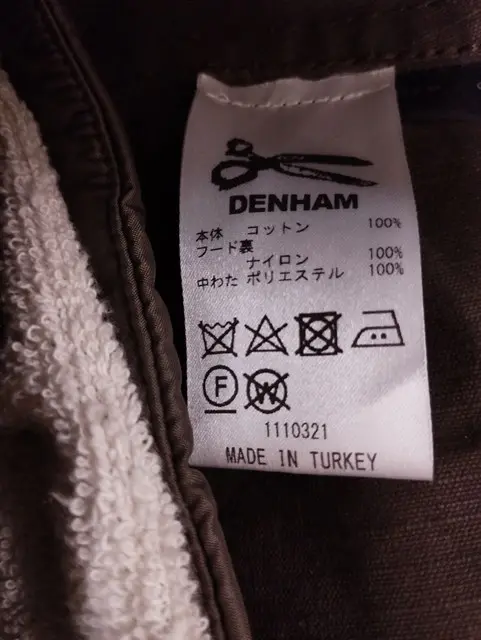 DENHAM
本体 コットン 100%
フード裏
ナイロン 100%
中わた ポリエステル 100%
F
W
1110321
MADE IN TURKEY